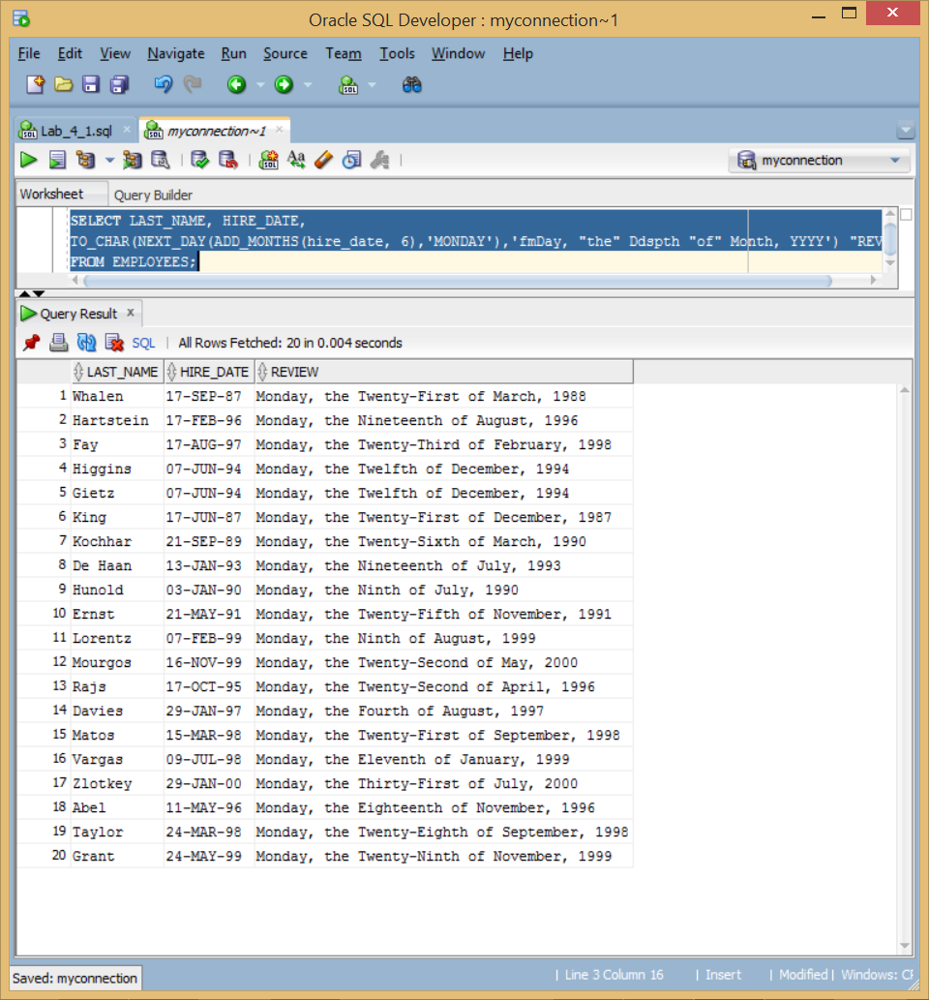 Oracle SQL Developer : myconnection~1
File Edit View Navigate Run Source Team Tools Window Help
Lab_4_1.sql myconnection~1
myconnection
Worksheet Query Builder
SELECT LAST_NAME, HIRE_DATE,
TO_CHAR(NEXT_DAY(ADD_MONTHS(hire_date, 6),'MONDAY'),'fmDay, "the" Ddspth "of" Month, YYYY') "REV
FROM EMPLOYEES;
Query Result
SQL | All Rows Fetched: 20 in 0.004 seconds
LAST_NAME HIRE_DATE REVIEW
1 Whalen 17-SEP-87 Monday, the Twenty-First of March, 1988
2 Hartstein 17-FEB-96 Monday, the Nineteenth of August, 1996
3 Fay 17-AUG-97 Monday, the Twenty-Third of February, 1998
4 Higgins 07-JUN-94 Monday, the Twelfth of December, 1994
5 Gietz 07-JUN-94 Monday, the Twelfth of December, 1994
6 King 17-JUN-87 Monday, the Twenty-First of December, 1987
7 Kochhar 21-SEP-89 Monday, the Twenty-Sixth of March, 1990
8 De Haan 13-JAN-93 Monday, the Nineteenth of July, 1993
9 Hunold 03-JAN-90 Monday, the Ninth of July, 1990
10 Ernst 21-MAY-91 Monday, the Twenty-Fifth of November, 1991
11 Lorentz 07-FEB-99 Monday, the Ninth of August, 1999
12 Mourgos 16-NOV-99 Monday, the Twenty-Second of May, 2000
13 Rajs 17-OCT-95 Monday, the Twenty-Second of April, 1996
14 Davies 29-JAN-97 Monday, the Fourth of August, 1997
15 Matos 15-MAR-98 Monday, the Twenty-First of September, 1998
16 Vargas 09-JUL-98 Monday, the Eleventh of January, 1999
17 Zlotkey 29-JAN-00 Monday, the Thirty-First of July, 2000
18 Abel 11-MAY-96 Monday, the Eighteenth of November, 1996
19 Taylor 24-MAR-98 Monday, the Twenty-Eighth of September, 1998
20 Grant 24-MAY-99 Monday, the Twenty-Ninth of November, 1999
Saved: myconnection | Line 3 Column 16 | Insert | Modified | Windows: CF